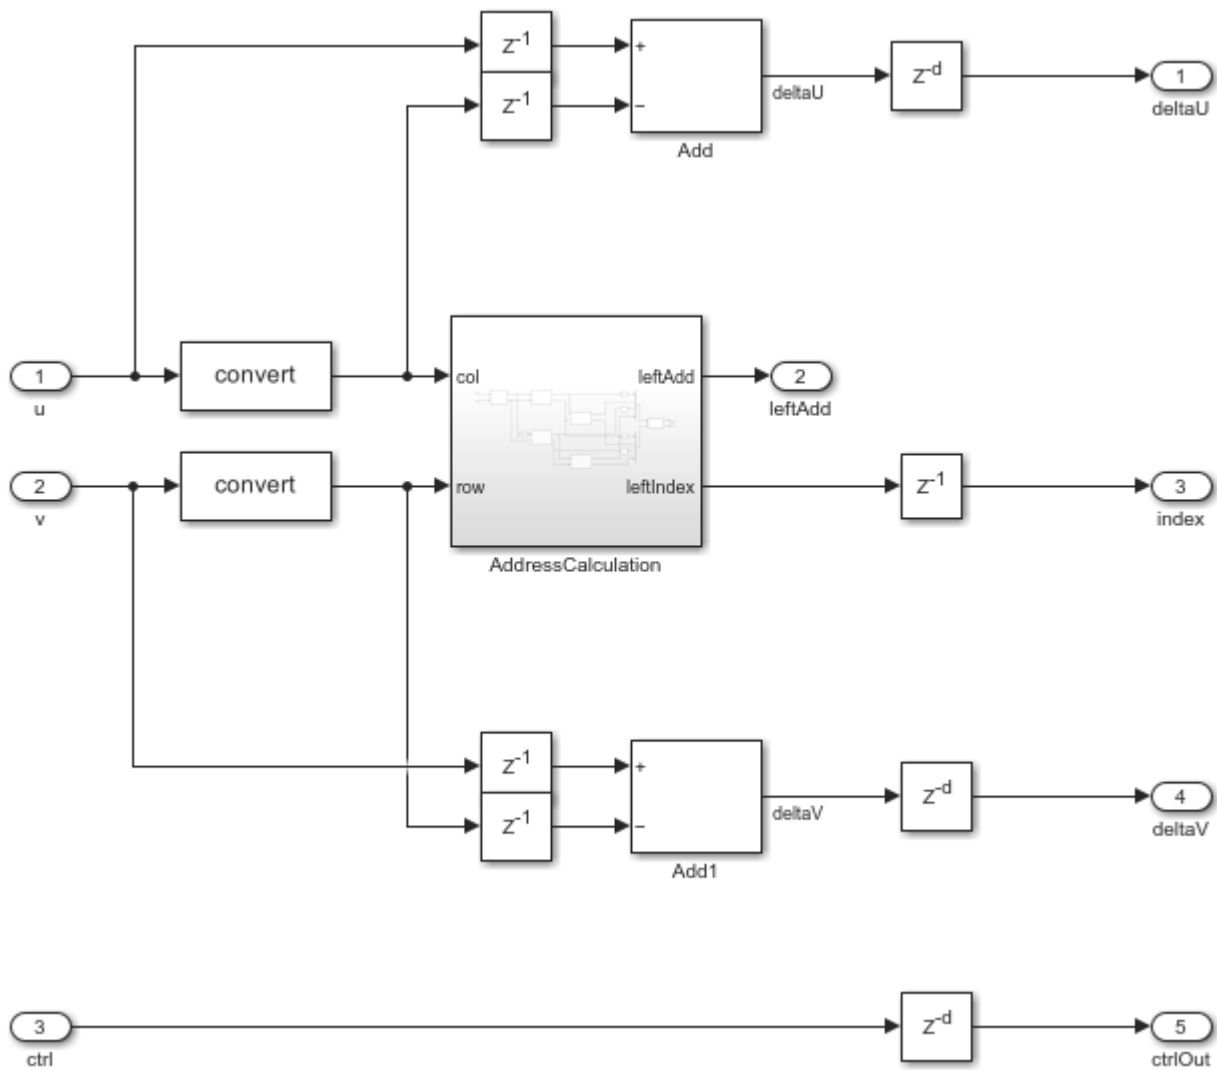 z-1
z-1
+
−
deltaU
Add
z-d
1
deltaU
1
u
convert
col
leftAdd
2
leftAdd
2
v
convert
row
leftIndex
AddressCalculation
z-1
3
index
z-1
z-1
+
−
deltaV
Add1
z-d
4
deltaV
3
ctrl
z-d
5
ctrlOut